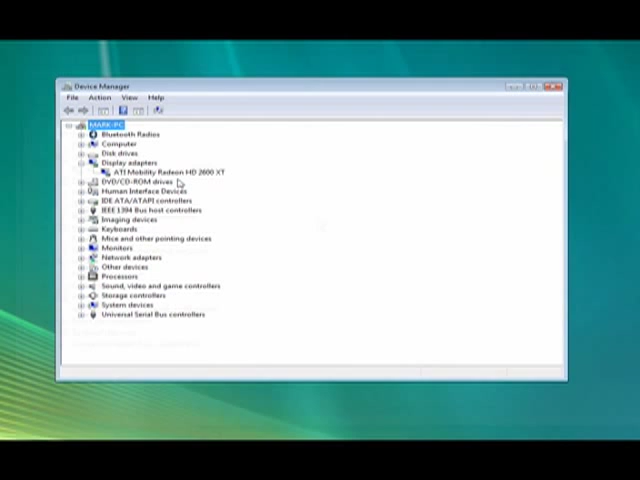 Device Manager
File Action View Help
MARK-PC
Bluetooth Radios
Computer
Disk drives
Display adapters
ATI Mobility Radeon HD 2600 XT
DVD/CD-ROM drives
Human Interface Devices
IDE ATA/ATAPI controllers
IEEE 1394 Bus host controllers
Imaging devices
Keyboards
Mice and other pointing devices
Monitors
Network adapters
Other devices
Processors
Sound, video and game controllers
Storage controllers
System devices
Universal Serial Bus controllers